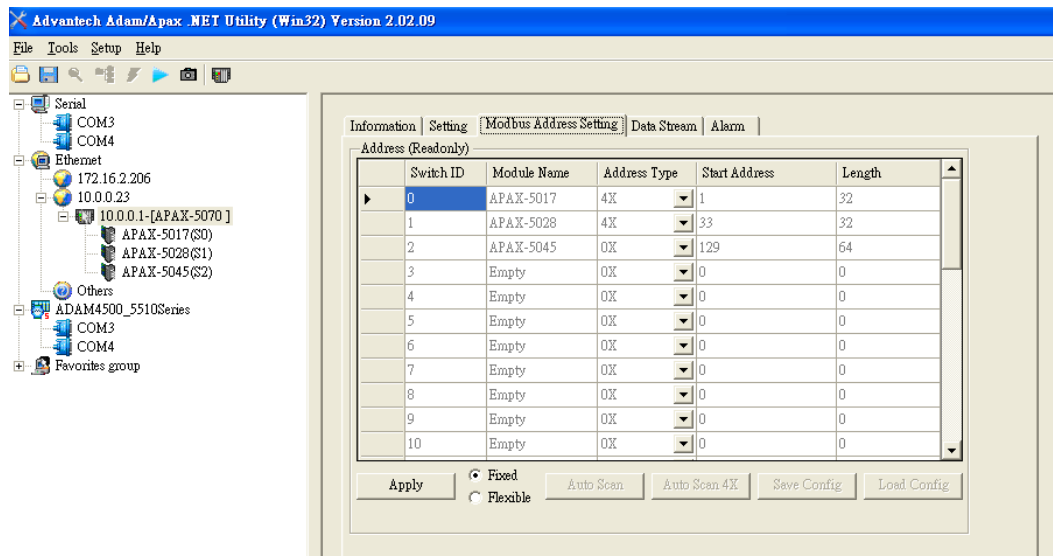 Advantech Adam/Apax .NET Utility (Win32) Version 2.02.09
File Tools Setup Help
Serial
COM3
COM4
Ethernet
172.16.2.206
10.0.0.23
10.0.0.1-[APAX-5070 ]
APAX-5017(S0)
APAX-5028(S1)
APAX-5045(S2)
Others
ADAM4500_5510Series
COM3
COM4
Favorites group
Information Setting Modbus Address Setting Data Stream Alarm
Address (Readonly)
Switch ID Module Name Address Type Start Address Length
0 APAX-5017 4X 1 32
1 APAX-5028 4X 33 32
2 APAX-5045 0X 129 64
3 Empty 0X 0 0
4 Empty 0X 0 0
5 Empty 0X 0 0
6 Empty 0X 0 0
7 Empty 0X 0 0
8 Empty 0X 0 0
9 Empty 0X 0 0
10 Empty 0X 0 0
Apply Fixed Flexible Auto Scan Auto Scan 4X Save Config Load Config